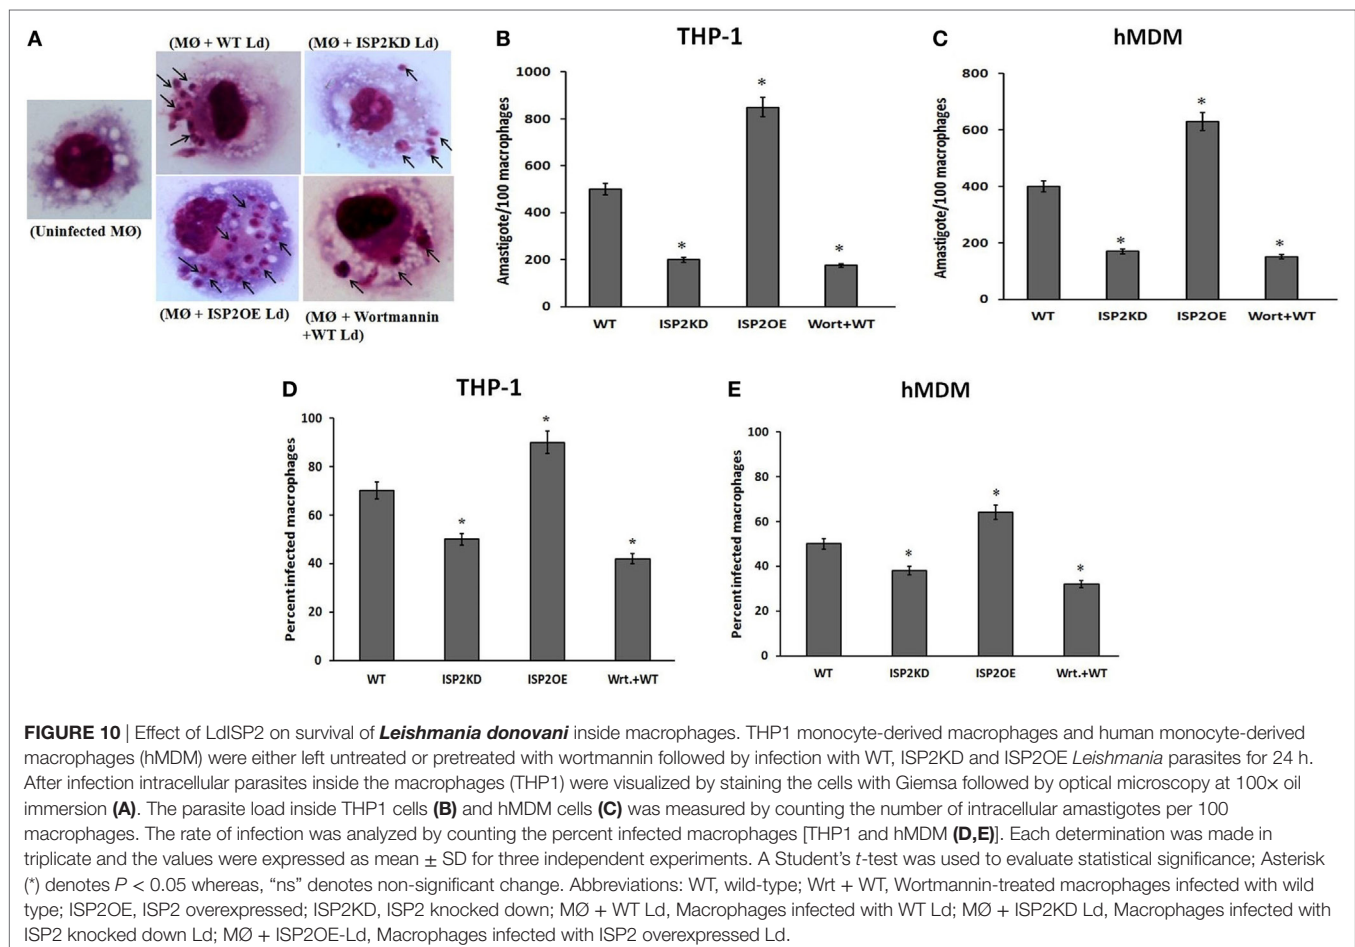 A
(MØ + WT Ld)
(MØ + ISP2KD Ld)
(Uninfected MØ)
(MØ + ISP2OE Ld)
(MØ + Wortmannin
+WT Ld)
B
THP-1
Amastigote/100 macrophages
1000
800
600
400
200
0
*
*
*
WT
ISP2KD
ISP2OE
Wort+WT
C
hMDM
Amastigote/100 macrophages
800
600
400
200
0
*
*
*
WT
ISP2KD
ISP2OE
Wort+WT
D
THP-1
Percent infected macrophages
100
80
60
40
20
0
*
*
*
WT
ISP2KD
ISP2OE
Wrt.+WT
E
hMDM
Percent infected macrophages
100
80
60
40
20
0
*
*
*
WT
ISP2KD
ISP2OE
Wrt.+WT
FIGURE 10 | Effect of LdISP2 on survival of Leishmania donovani inside macrophages. THP1 monocyte-derived macrophages and human monocyte-derived
macrophages (hMDM) were either left untreated or pretreated with wortmannin followed by infection with WT, ISP2KD and ISP2OE Leishmania parasites for 24 h.
After infection intracellular parasites inside the macrophages (THP1) were visualized by staining the cells with Giemsa followed by optical microscopy at 100× oil
immersion (A). The parasite load inside THP1 cells (B) and hMDM cells (C) was measured by counting the number of intracellular amastigotes per 100
macrophages. The rate of infection was analyzed by counting the percent infected macrophages [THP1 and hMDM (D,E)]. Each determination was made in
triplicate and the values were expressed as mean ± SD for three independent experiments. A Student's t-test was used to evaluate statistical significance; Asterisk
(*) denotes P < 0.05 whereas, “ns” denotes non-significant change. Abbreviations: WT, wild-type; Wrt + WT, Wortmannin-treated macrophages infected with wild
type; ISP2OE, ISP2 overexpressed; ISP2KD, ISP2 knocked down; MØ + WT Ld, Macrophages infected with WT Ld; MØ + ISP2KD Ld, Macrophages infected with
ISP2 knocked down Ld; MØ + ISP2OE-Ld, Macrophages infected with ISP2 overexpressed Ld.